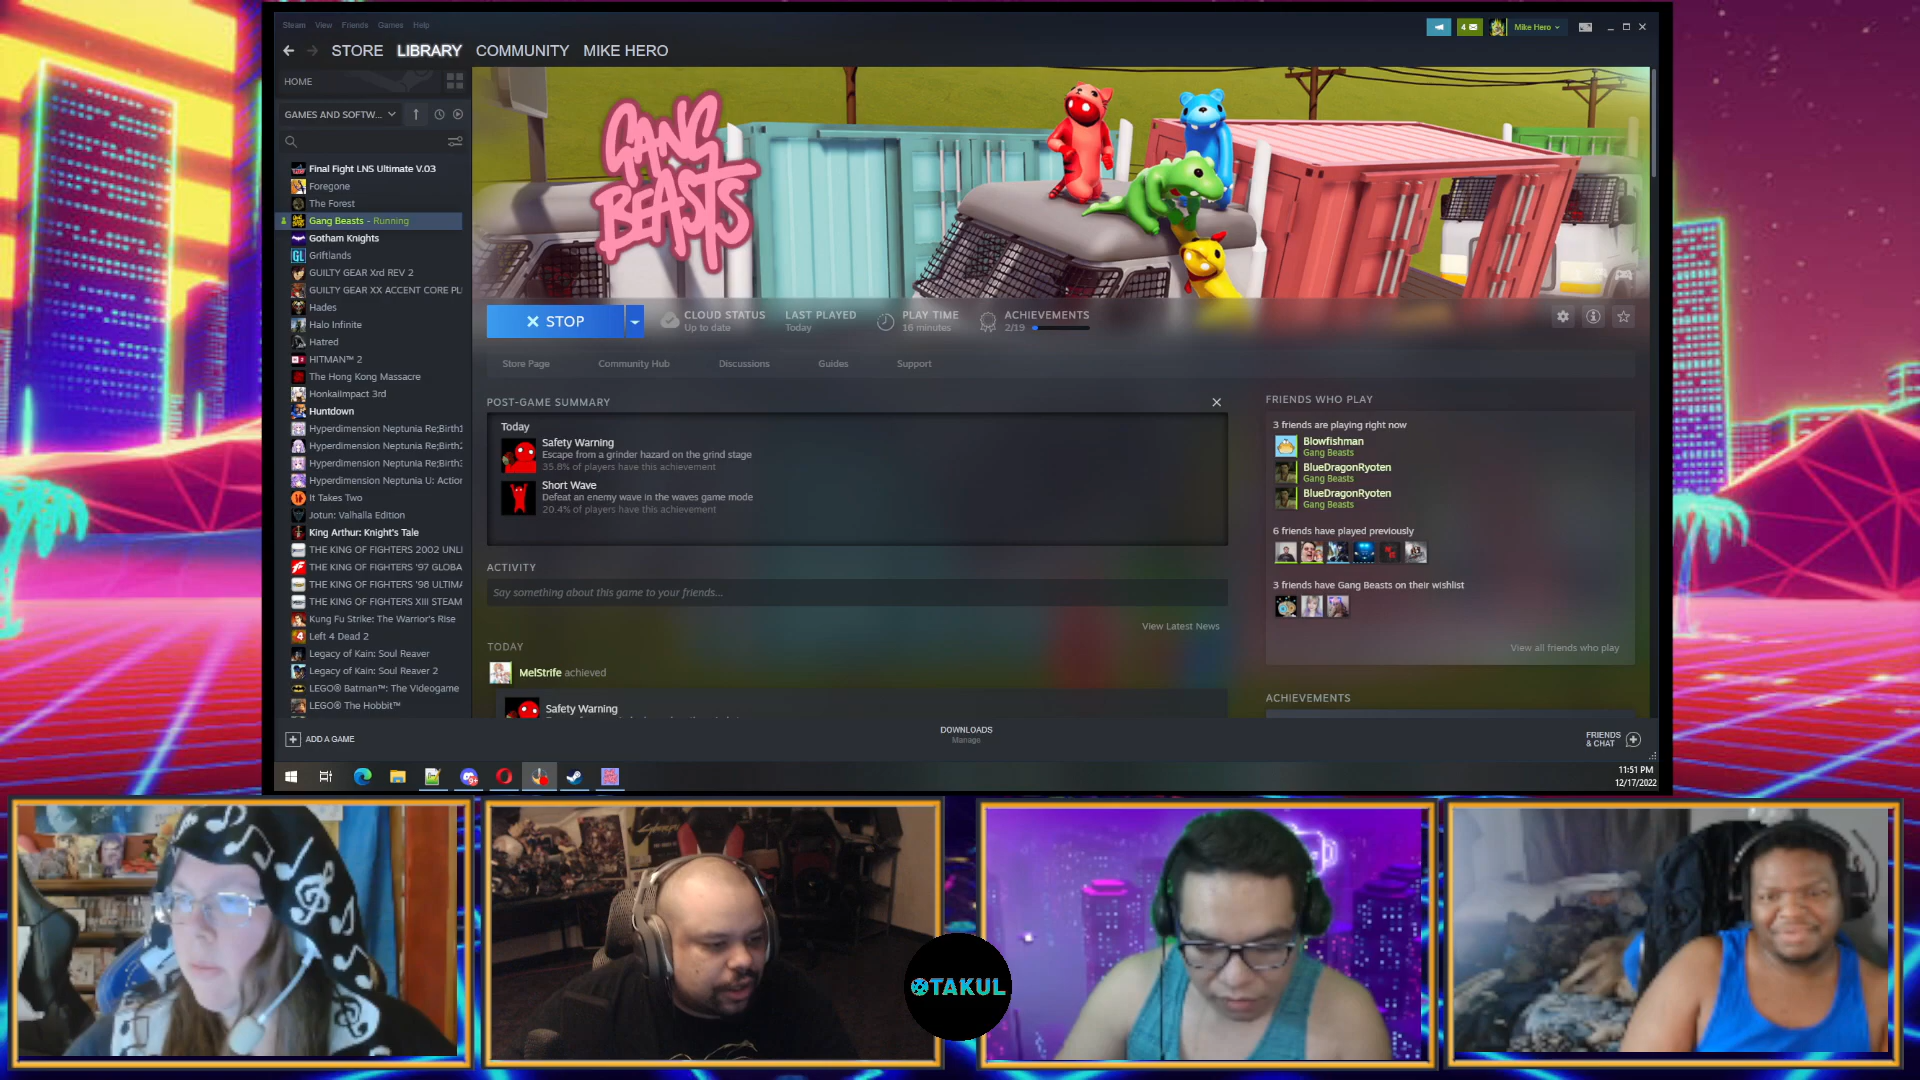 Steam View Friends Games Help
4
Mike Hero
STORE LIBRARY COMMUNITY MIKE HERO
HOME
GAMES AND SOFTW...
Final Fight LNS Ultimate V.03
Foregone
The Forest
Gang Beasts - Running
Gotham Knights
Griftlands
GUILTY GEAR Xrd REV 2
GUILTY GEAR XX ACCENT CORE PL
Hades
Halo Infinite
Hatred
HITMAN™ 2
The Hong Kong Massacre
HonkaiImpact 3rd
Huntdown
Hyperdimension Neptunia Re;Birth1
Hyperdimension Neptunia Re;Birth2
Hyperdimension Neptunia Re;Birth3
Hyperdimension Neptunia U: Action
It Takes Two
Jotun: Valhalla Edition
King Arthur: Knight's Tale
THE KING OF FIGHTERS 2002 UNLI
THE KING OF FIGHTERS '97 GLOBA
THE KING OF FIGHTERS '98 ULTIMA
THE KING OF FIGHTERS XIII STEAM
Kung Fu Strike: The Warrior's Rise
Left 4 Dead 2
Legacy of Kain: Soul Reaver
Legacy of Kain: Soul Reaver 2
LEGO® Batman™: The Videogame
LEGO® The Hobbit™
ADD A GAME
GANG
BEASTS
STOP
CLOUD STATUS
Up to date
LAST PLAYED
Today
PLAY TIME
16 minutes
ACHIEVEMENTS
2/19
Store Page Community Hub Discussions Guides Support
POST-GAME SUMMARY
Today
Safety Warning
Escape from a grinder hazard on the grind stage
35.8% of players have this achievement
Short Wave
Defeat an enemy wave in the waves game mode
20.4% of players have this achievement
ACTIVITY
Say something about this game to your friends...
View Latest News
TODAY
MelStrife achieved
Safety Warning
FRIENDS WHO PLAY
3 friends are playing right now
Blowfishman
Gang Beasts
BlueDragonRyoten
Gang Beasts
BlueDragonRyoten
Gang Beasts
6 friends have played previously
3 friends have Gang Beasts on their wishlist
View all friends who play
ACHIEVEMENTS
DOWNLOADS
Manage
FRIENDS
& CHAT
11:51 PM
12/17/2022
OTAKUL